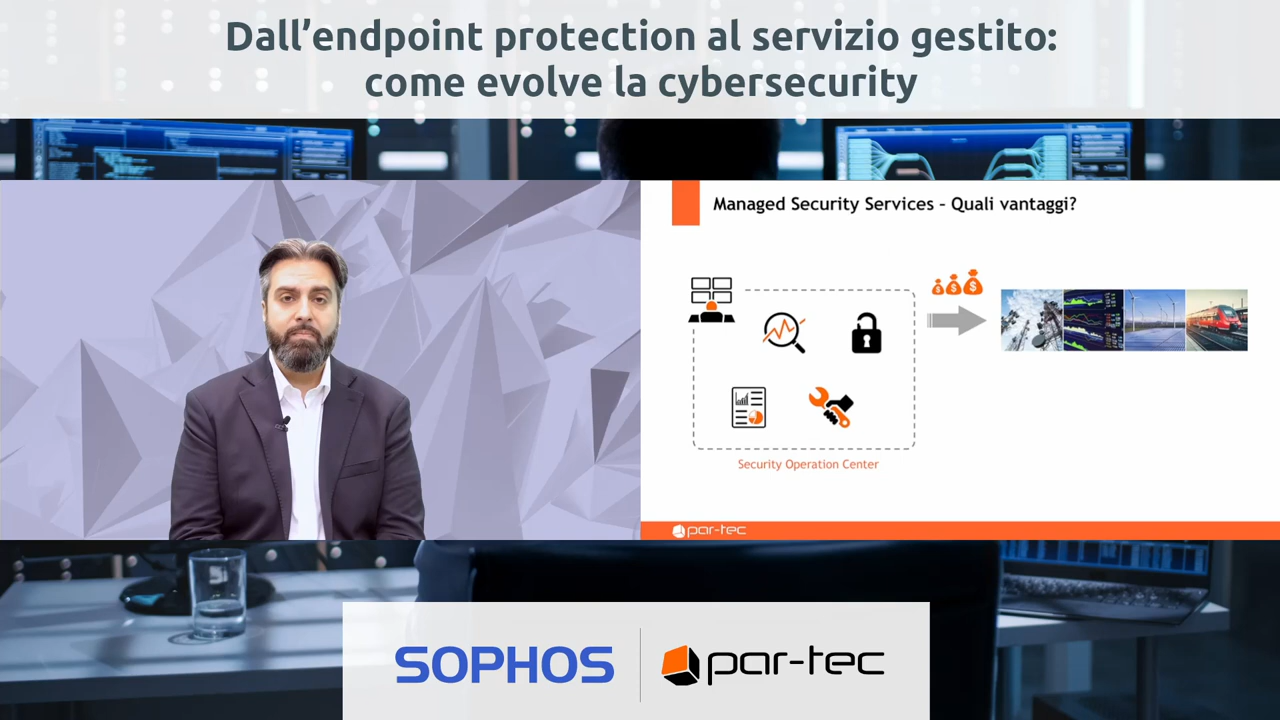 Dall’endpoint protection al servizio gestito:
come evolve la cybersecurity
Managed Security Services - Quali vantaggi?
$ $ $
Security Operation Center
par-tec
SOPHOS
par-tec